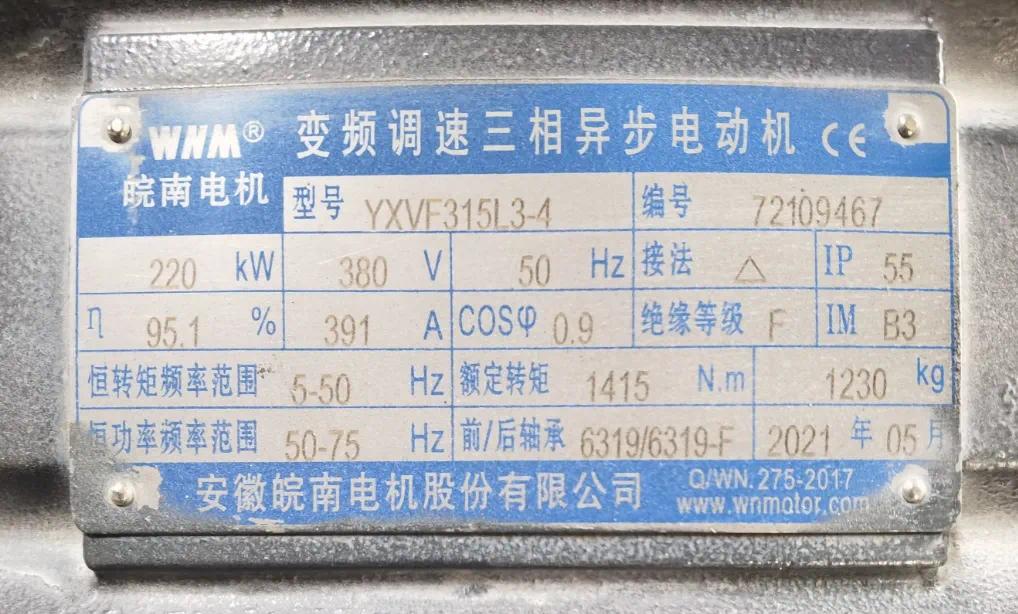 WNM® 变频调速三相异步电动机 CE
皖南电机 型号 YXVF315L3-4 编号 72109467
220 kW 380 V 50 Hz 接法 △ IP 55
η 95.1 % 391 A COSφ 0.9 绝缘等级 F IM B3
恒转矩频率范围 5-50 Hz 额定转矩 1415 N.m 1230 kg
恒功率频率范围 50-75 Hz 前/后轴承 6319/6319-F 2021 年 05 月
安徽皖南电机股份有限公司 Q/WN.275-2017
www.wnmotor.com